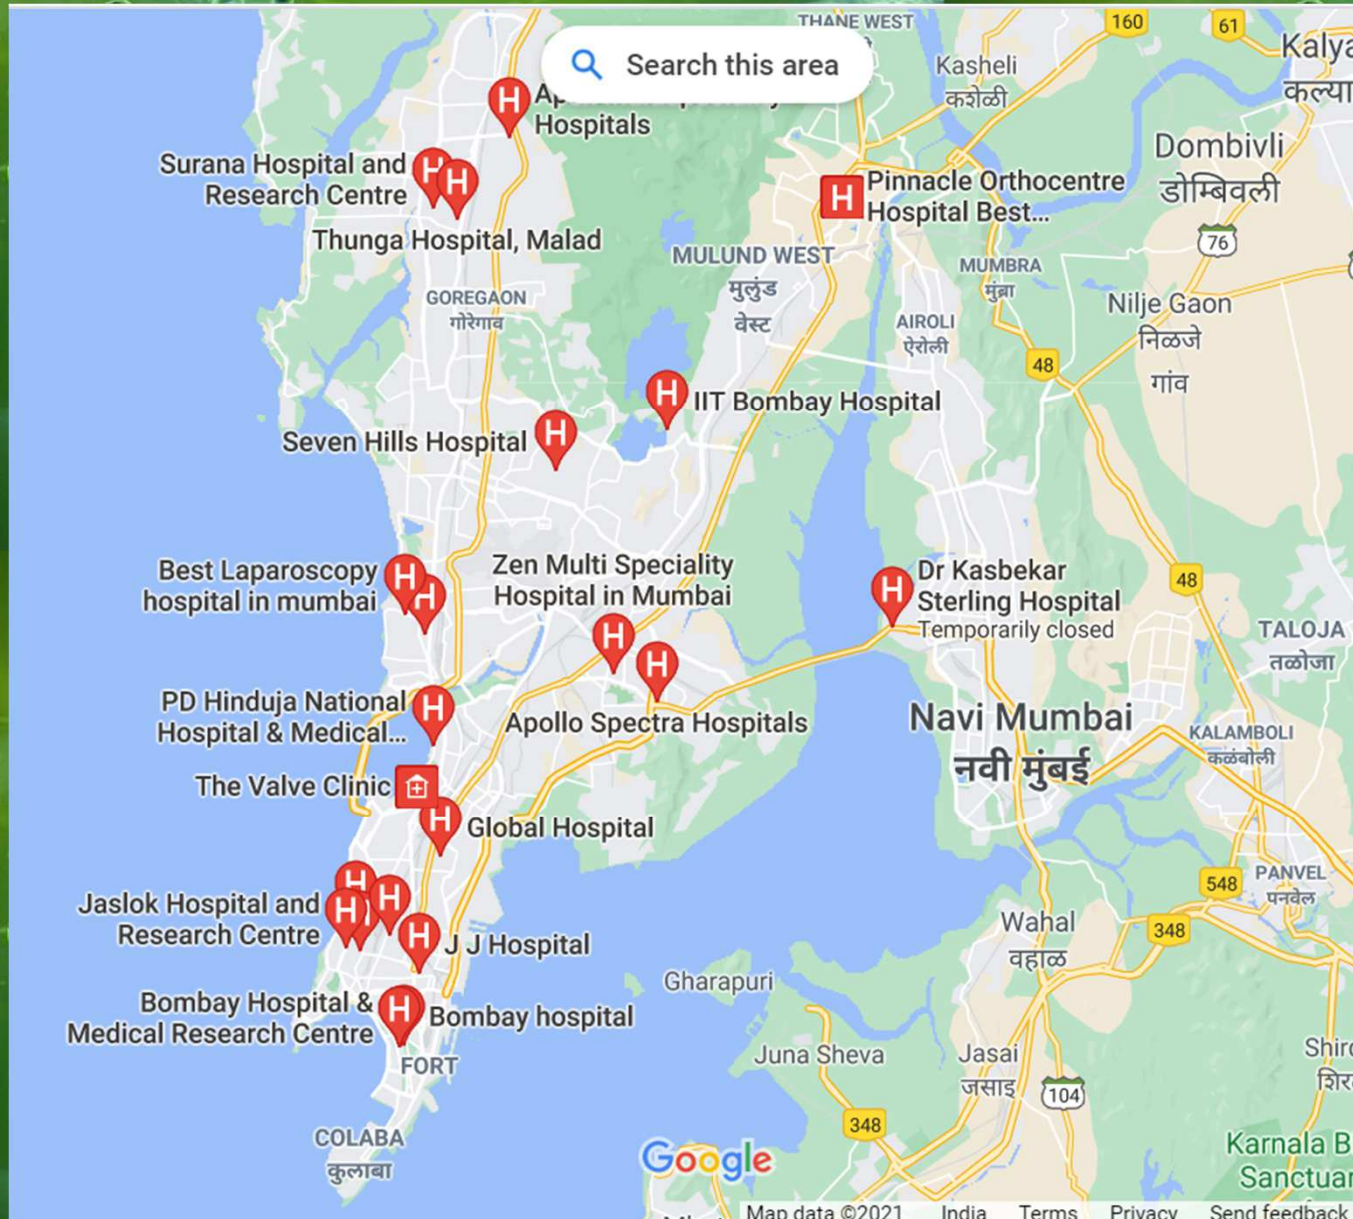 THANE WEST
160
61
Search this area
Kasheli
कशेळी
Hospitals
Surana Hospital and
Research Centre
Thunga Hospital, Malad
Dombivli
डोम्बिवली
Pinnacle Orthocentre
Hospital Best...
76
MULUND WEST
मुलुंड
वेस्ट
MUMBRA
मुंब्रा
GOREGAON
गोरेगाव
Nilje Gaon
निळजे
गांव
AIROLI
ऐरोली
48
IIT Bombay Hospital
Seven Hills Hospital
Best Laparoscopy
hospital in mumbai
Zen Multi Speciality
Hospital in Mumbai
Dr Kasbekar
Sterling Hospital
Temporarily closed
48
TALOJA
तळोजा
PD Hinduja National
Hospital & Medical...
Apollo Spectra Hospitals
Navi Mumbai
नवी मुंबई
KALAMBOLI
कळंबोली
The Valve Clinic
Global Hospital
548
PANVEL
पनवेल
Jaslok Hospital and
Research Centre
J J Hospital
Wahal
वहाळ
348
Gharapuri
Bombay Hospital &
Medical Research Centre
Bombay hospital
FORT
Juna Sheva
Jasai
जसाइ
104
348
COLABA
कुलाबा
Karnala B
Sanctuar
Google
Map data ©2021 India Terms Privacy Send feedback